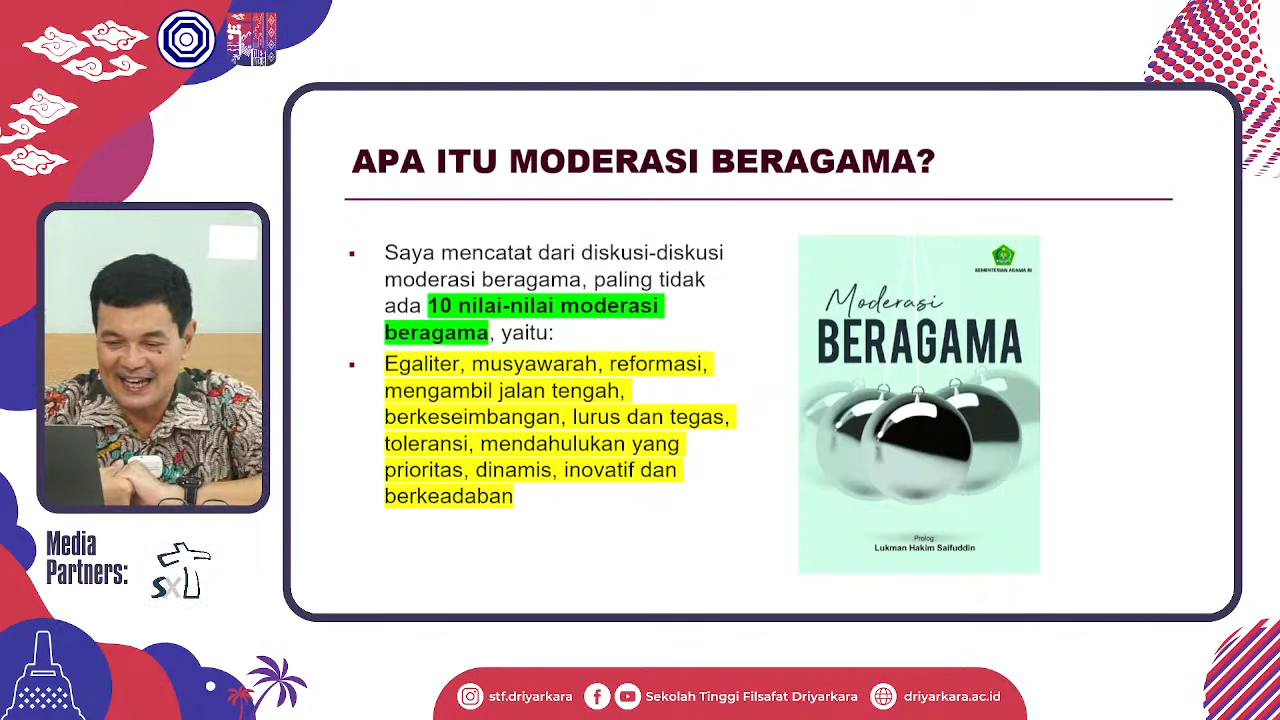 APA ITU MODERASI BERAGAMA?
Saya mencatat dari diskusi-diskusi
moderasi beragama, paling tidak
ada 10 nilai-nilai moderasi
beragama, yaitu:
Egaliter, musyawarah, reformasi,
mengambil jalan tengah,
berkeseimbangan, lurus dan tegas,
toleransi, mendahulukan yang
prioritas, dinamis, inovatif dan
berkeadaban
KEMENTERIAN AGAMA RI
Moderasi
BERAGAMA
Prolog:
Lukman Hakim Saifuddin
Media
Partners:
sxt
stf.driyarkara
Sekolah Tinggi Filsafat Driyarkara
driyarkara.ac.id